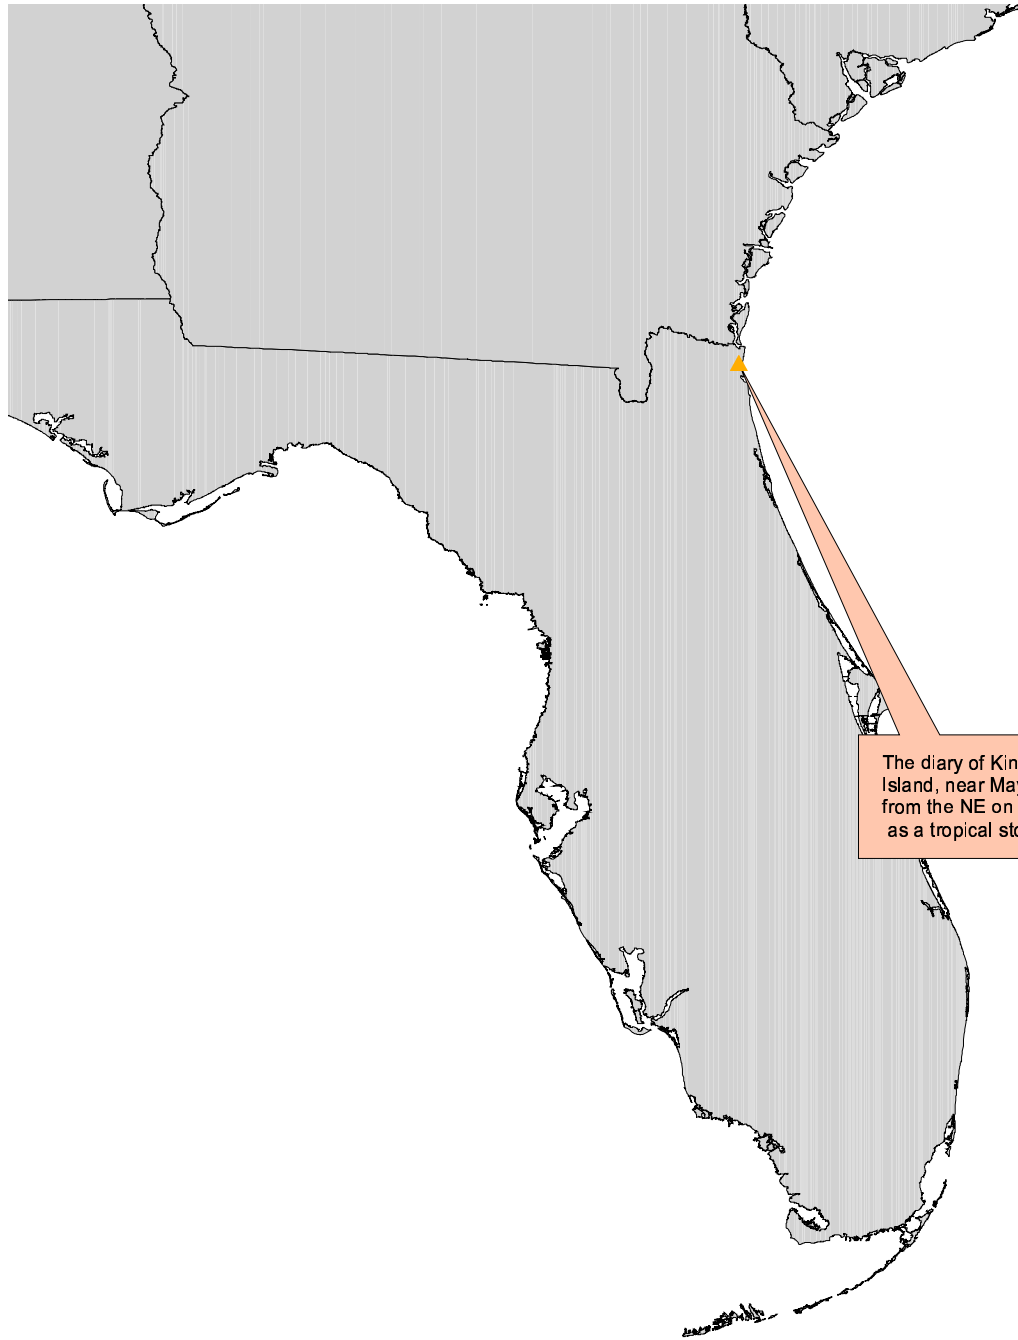 The diary of Kin
Island, near May
from the NE on
as a tropical sto